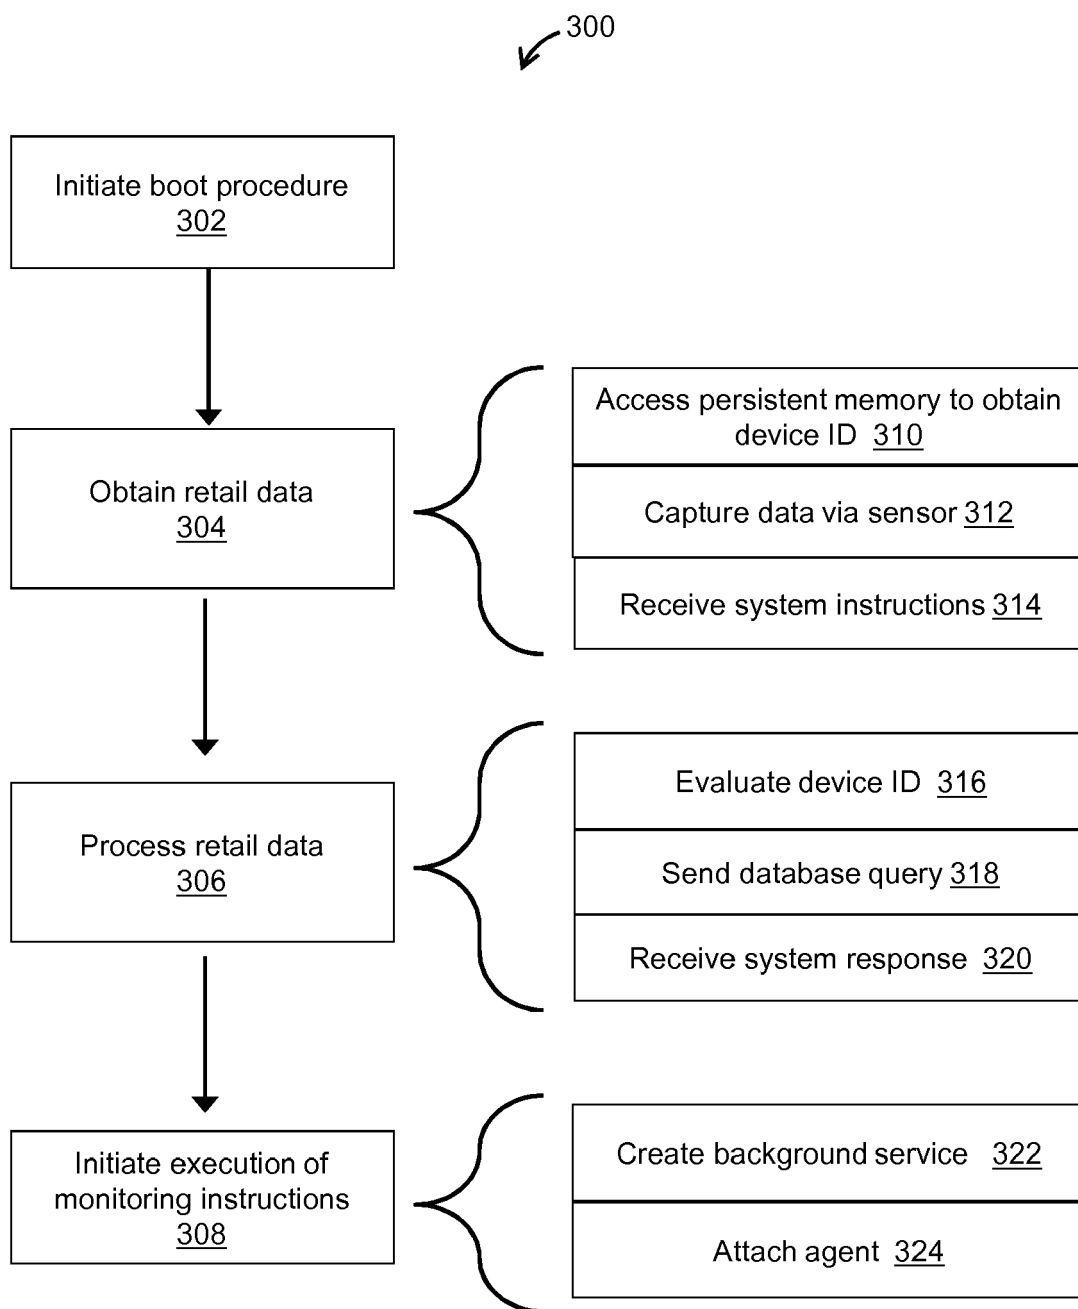 300
Initiate boot procedure
302
Obtain retail data
304
Access persistent memory to obtain
device ID 310
Capture data via sensor 312
Receive system instructions 314
Process retail data
306
Evaluate device ID 316
Send database query 318
Receive system response 320
Initiate execution of
monitoring instructions
308
Create background service 322
Attach agent 324